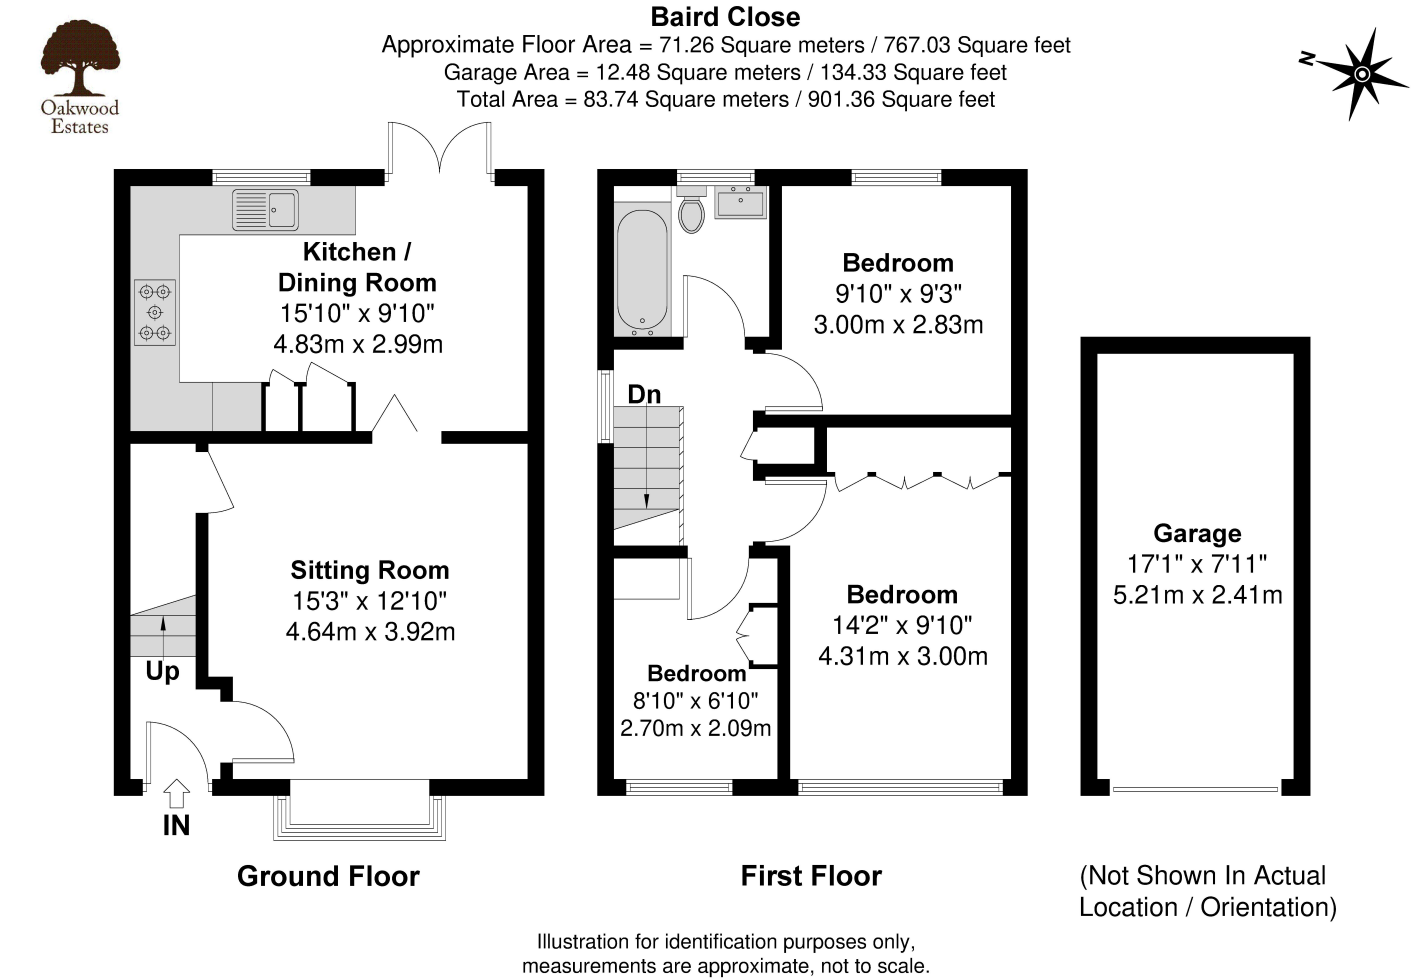 Baird Close
Approximate Floor Area = 71.26 Square meters / 767.03 Square feet
Garage Area = 12.48 Square meters / 134.33 Square feet
Total Area = 83.74 Square meters / 901.36 Square feet
Oakwood
Estates
N
Kitchen /
Dining Room
15'10" x 9'10"
4.83m x 2.99m
Sitting Room
15'3" x 12'10"
4.64m x 3.92m
Up
IN
Ground Floor
Bedroom
9'10" x 9'3"
3.00m x 2.83m
Dn
Bedroom
14'2" x 9'10"
4.31m x 3.00m
Bedroom
8'10" x 6'10"
2.70m x 2.09m
First Floor
Garage
17'1" x 7'11"
5.21m x 2.41m
(Not Shown In Actual
Location / Orientation)
Illustration for identification purposes only,
measurements are approximate, not to scale.